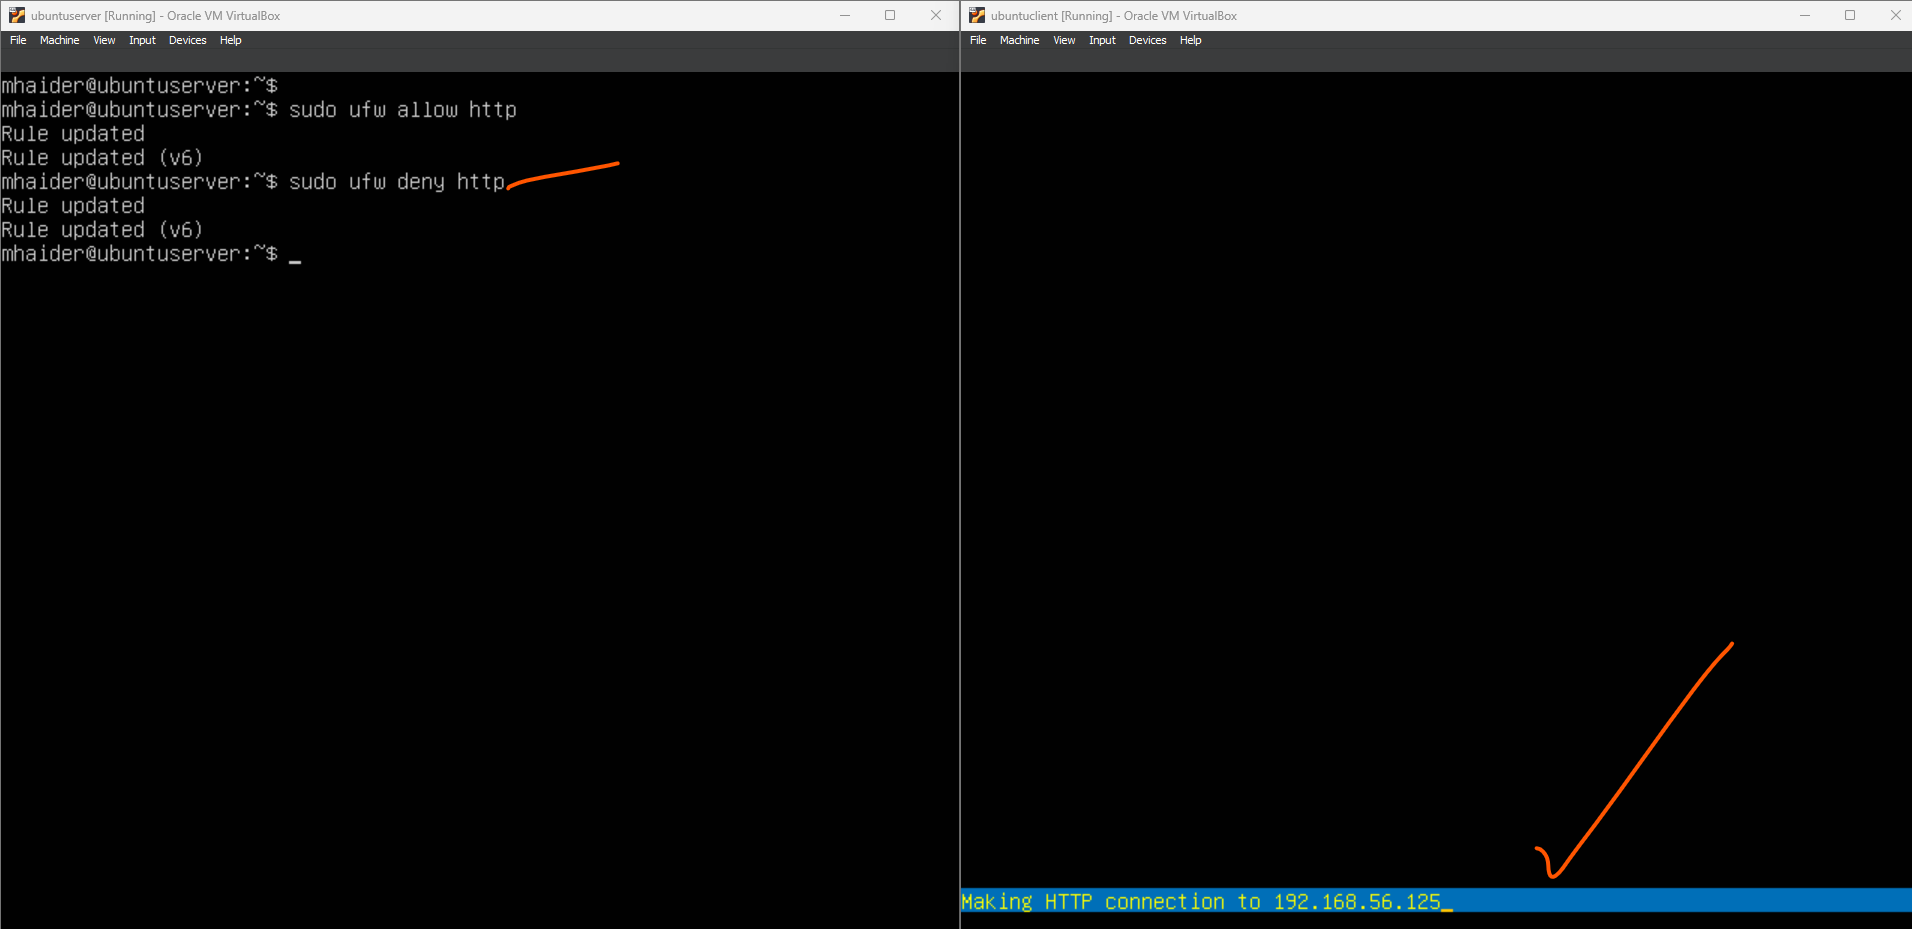 ubuntuserver [Running] - Oracle VM VirtualBox
File Machine View Input Devices Help
mhaider@ubuntuserver:~$
mhaider@ubuntuserver:~$ sudo ufw allow http
Rule updated
Rule updated (v6)
mhaider@ubuntuserver:~$ sudo ufw deny http
Rule updated
Rule updated (v6)
mhaider@ubuntuserver:~$ _
ubuntuclient [Running] - Oracle VM VirtualBox
File Machine View Input Devices Help
Making HTTP connection to 192.168.56.125_